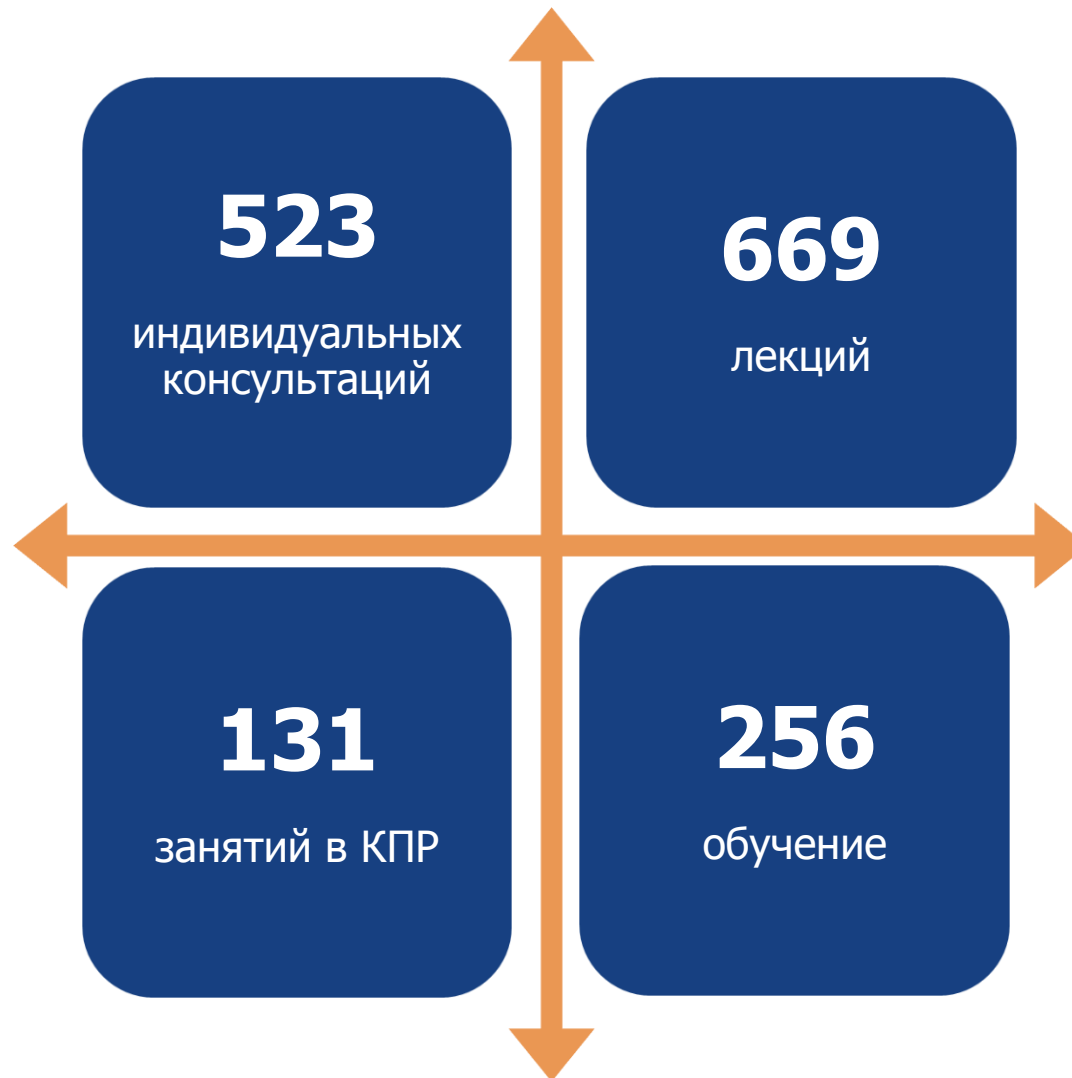 523
индивидуальных
консультаций
669
лекций
131
занятий в КПР
256
обучение